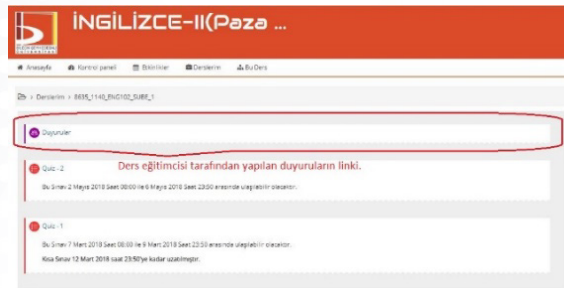 İNGİLİZCE-II(Paza ...
Anasayfa Kontrol paneli Etkinlikler Derslerim Bu Ders
Derslerim 8695_1140_ENG102_SUBE_1
Duyurular
Ders eğitimcisi tarafından yapılan duyuruların linki.
Quiz - 2
Bu Sınav 2 Mayıs 2018 Saat 08:00 ile 6 Mayıs 2018 Saat 23:50 arasında ulaşılabilir olacaktır.
Quiz - 1
Bu Sınav 7 Mart 2018 Saat 08:00 ile 9 Mart 2018 Saat 23:50 arasında ulaşılabilir olacaktır.
Kısa Sınav 12 Mart 2018 saat 23:50'ye kadar uzatılmıştır.